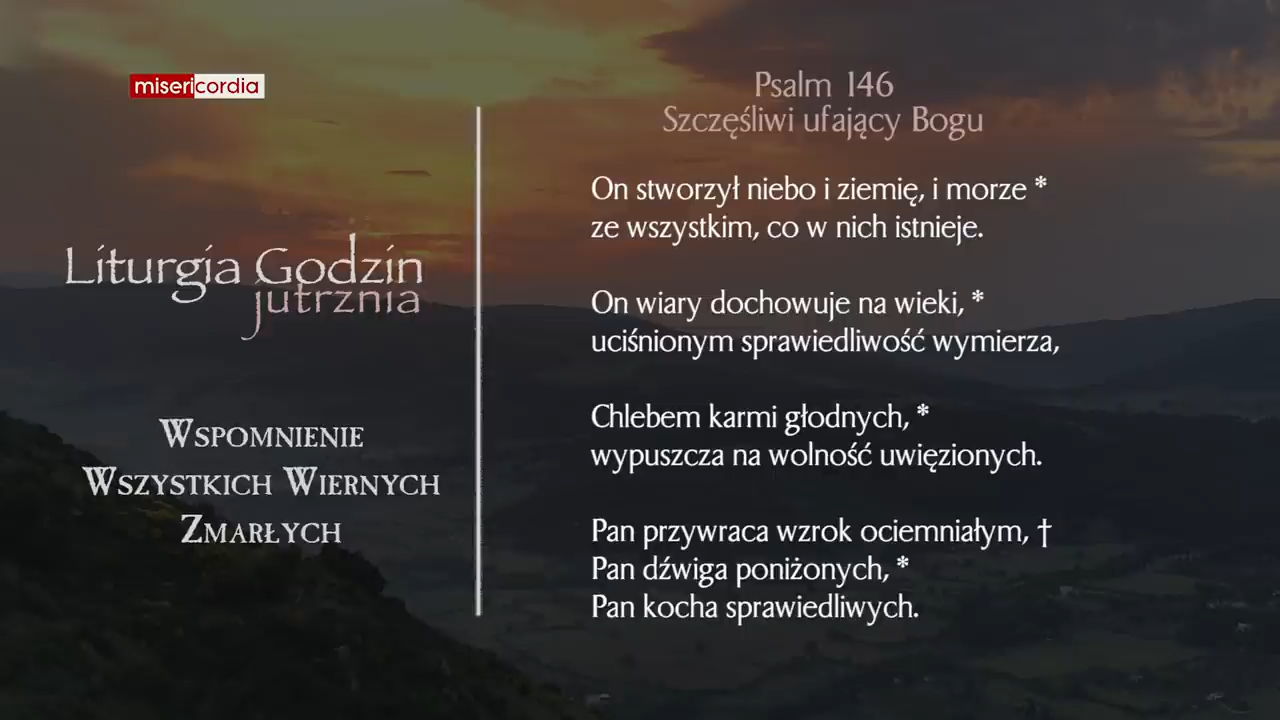 misericordia
Liturgia Godzin
jutrznia
Wspomnienie
Wszystkich Wiernych
Zmarłych
Psalm 146
Szczęśliwi ufający Bogu
On stworzył niebo i ziemię, i morze *
ze wszystkim, co w nich istnieje.
On wiary dochowuje na wieki, *
uciśnionym sprawiedliwość wymierza,
Chlebem karmi głodnych, *
wypuszcza na wolność uwięzionych.
Pan przywraca wzrok ociemniałym, †
Pan dźwiga poniżonych, *
Pan kocha sprawiedliwych.